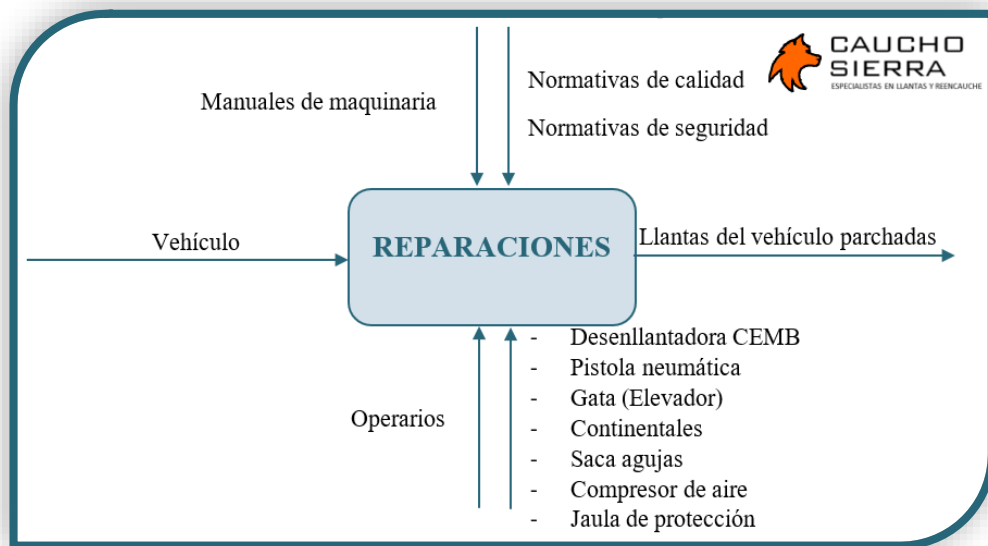 CAUCHO
SIERRA
ESPECIALISTAS EN LLANTAS Y REENCAUCHE
Manuales de maquinaria
Normativas de calidad
Normativas de seguridad
Vehículo
REPARACIONES
Llantas del vehículo parchadas
Operarios
- Desenllantadora CEMB
- Pistola neumática
- Gata (Elevador)
- Continentales
- Saca agujas
- Compresor de aire
- Jaula de protección